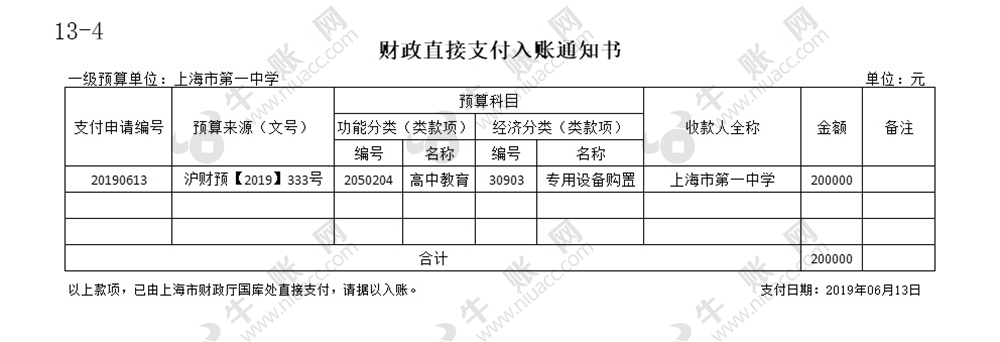 13-4
财政直接支付入账通知书
一级预算单位：上海市第一中学 单位：元
支付申请编号 预算来源（文号） 预算科目 收款人全称 金额 备注
功能分类（类款项） 经济分类（类款项）
编号 名称 编号 名称
20190613 沪财预【2019】333号 2050204 高中教育 30903 专用设备购置 上海市第一中学 200000
合计 200000
以上款项，已由上海市财政厅国库处直接支付，请据以入账。 支付日期：2019年06月13日
牛账网
www.niuacc.com